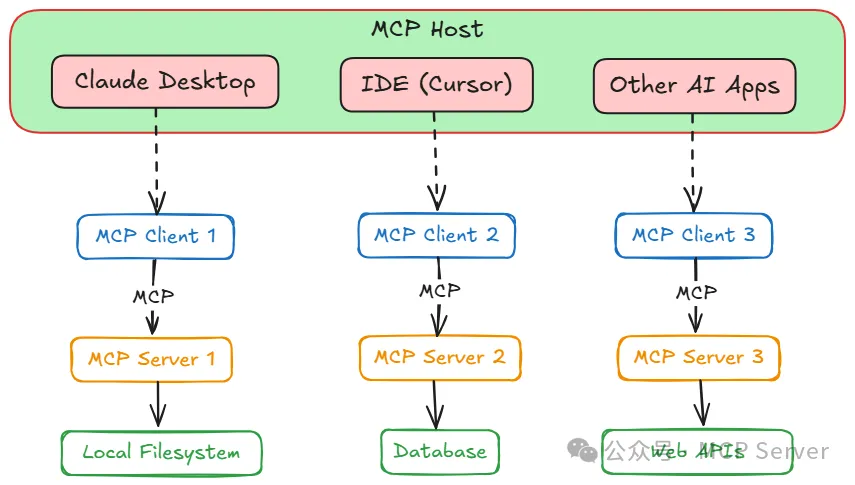 MCP Host
Claude Desktop
IDE (Cursor)
Other AI Apps
MCP Client 1
MCP Client 2
MCP Client 3
MCP
MCP
MCP
MCP Server 1
MCP Server 2
MCP Server 3
Local Filesystem
Database
Web APIs
公众号 · MCP Server